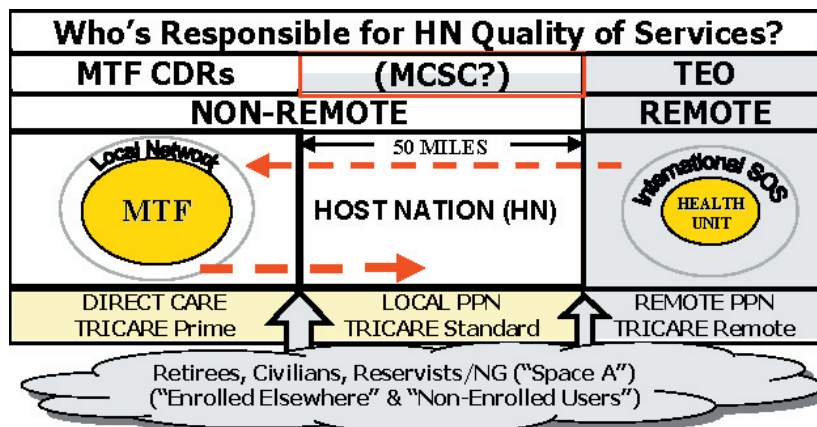 Who's Responsible for HN Quality of Services?
MTF CDRs (MCSC?) TEO
NON-REMOTE REMOTE
Local Network
MTF
50 MILES
HOST NATION (HN)
International SOS
HEALTH
UNIT
DIRECT CARE
TRICARE Prime
LOCAL PPN
TRICARE Standard
REMOTE PPN
TRICARE Remote
Retirees, Civilians, Reservists/NG ("Space A")
("Enrolled Elsewhere" & "Non-Enrolled Users")